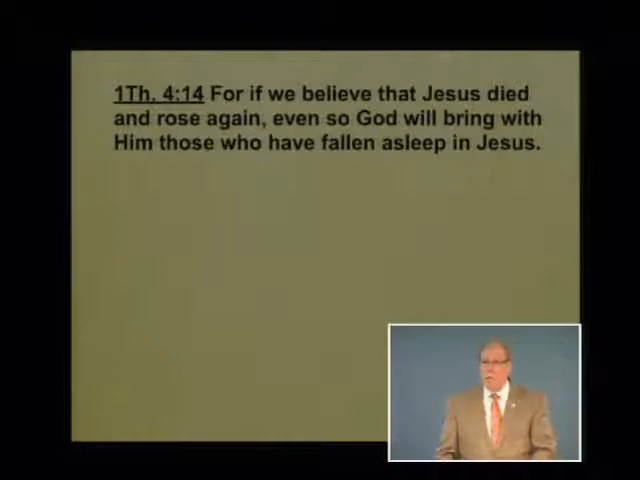 1Th. 4:14 For if we believe that Jesus died
and rose again, even so God will bring with
Him those who have fallen asleep in Jesus.